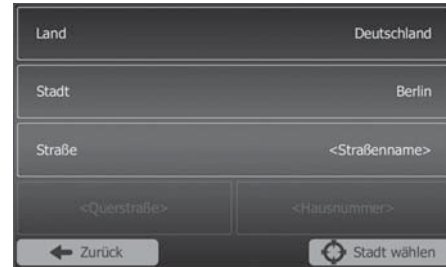 Land Deutschland
Stadt Berlin
Straße <Straßenname>
<Querstraße> <Hausnummer>
Zurück Stadt wählen